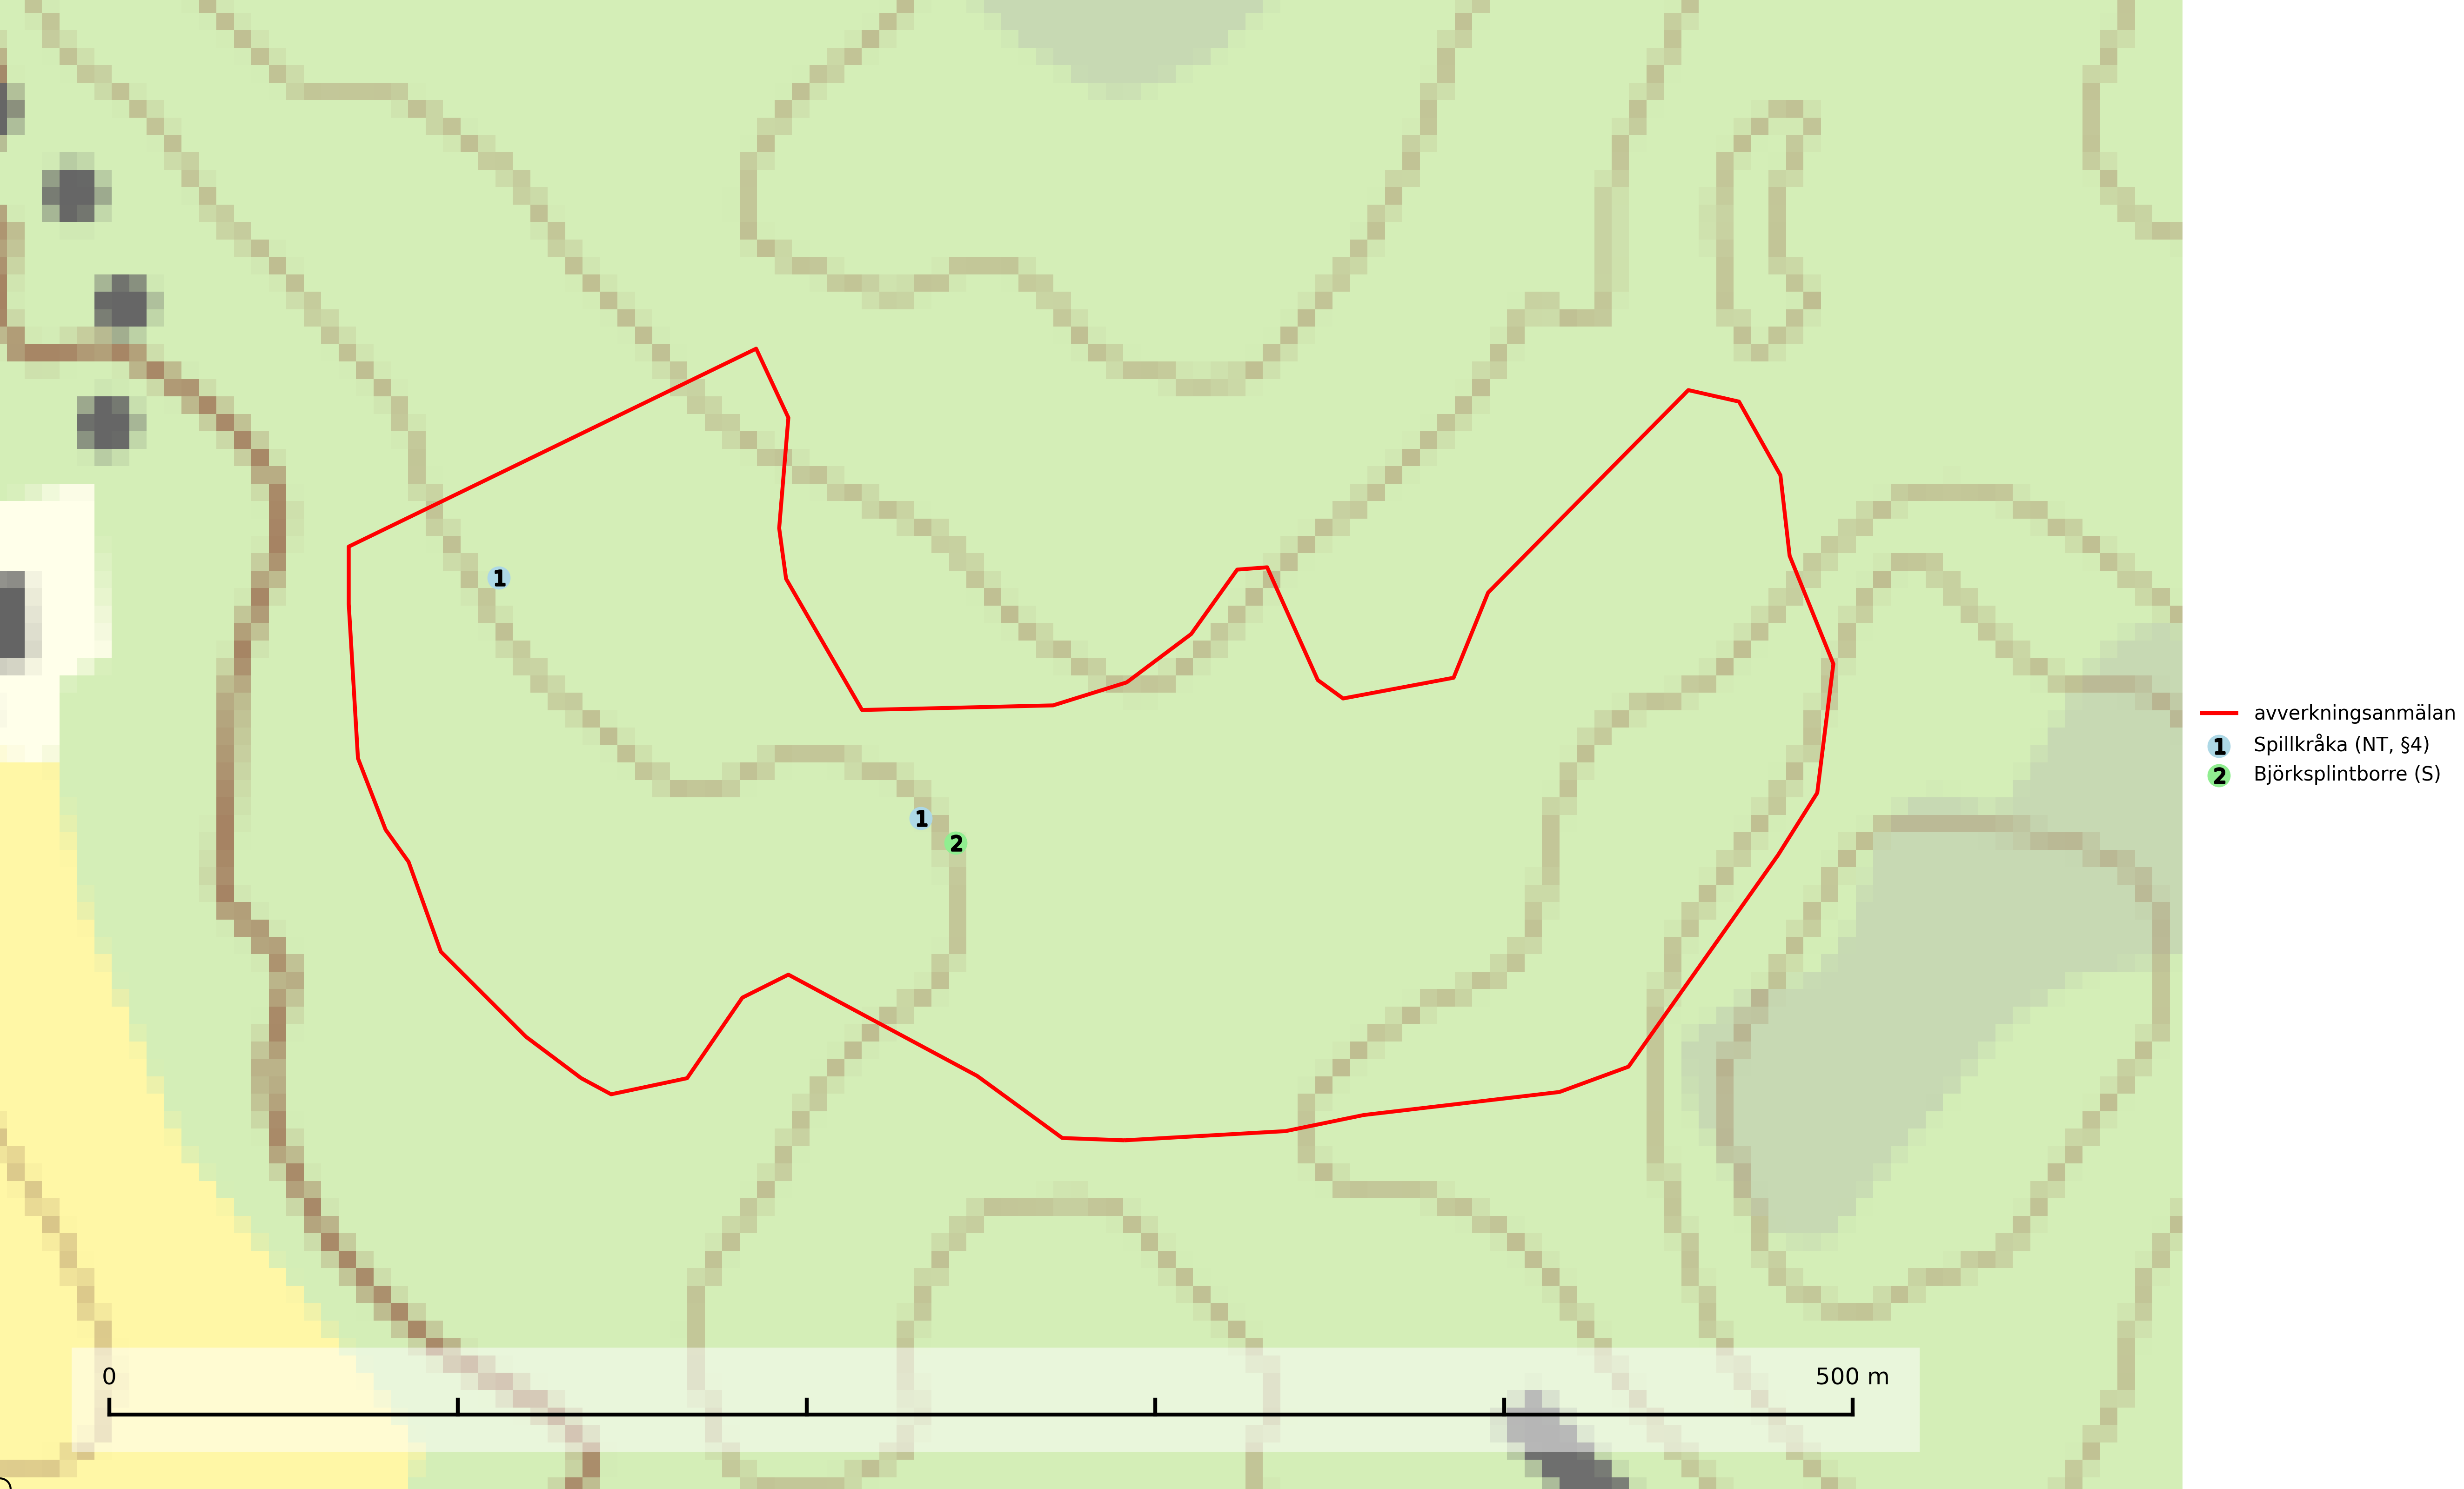 1
1
2
avverkningsanmälan
1 Spillkråka (NT, §4)
2 Björksplintborre (S)
0 500 m